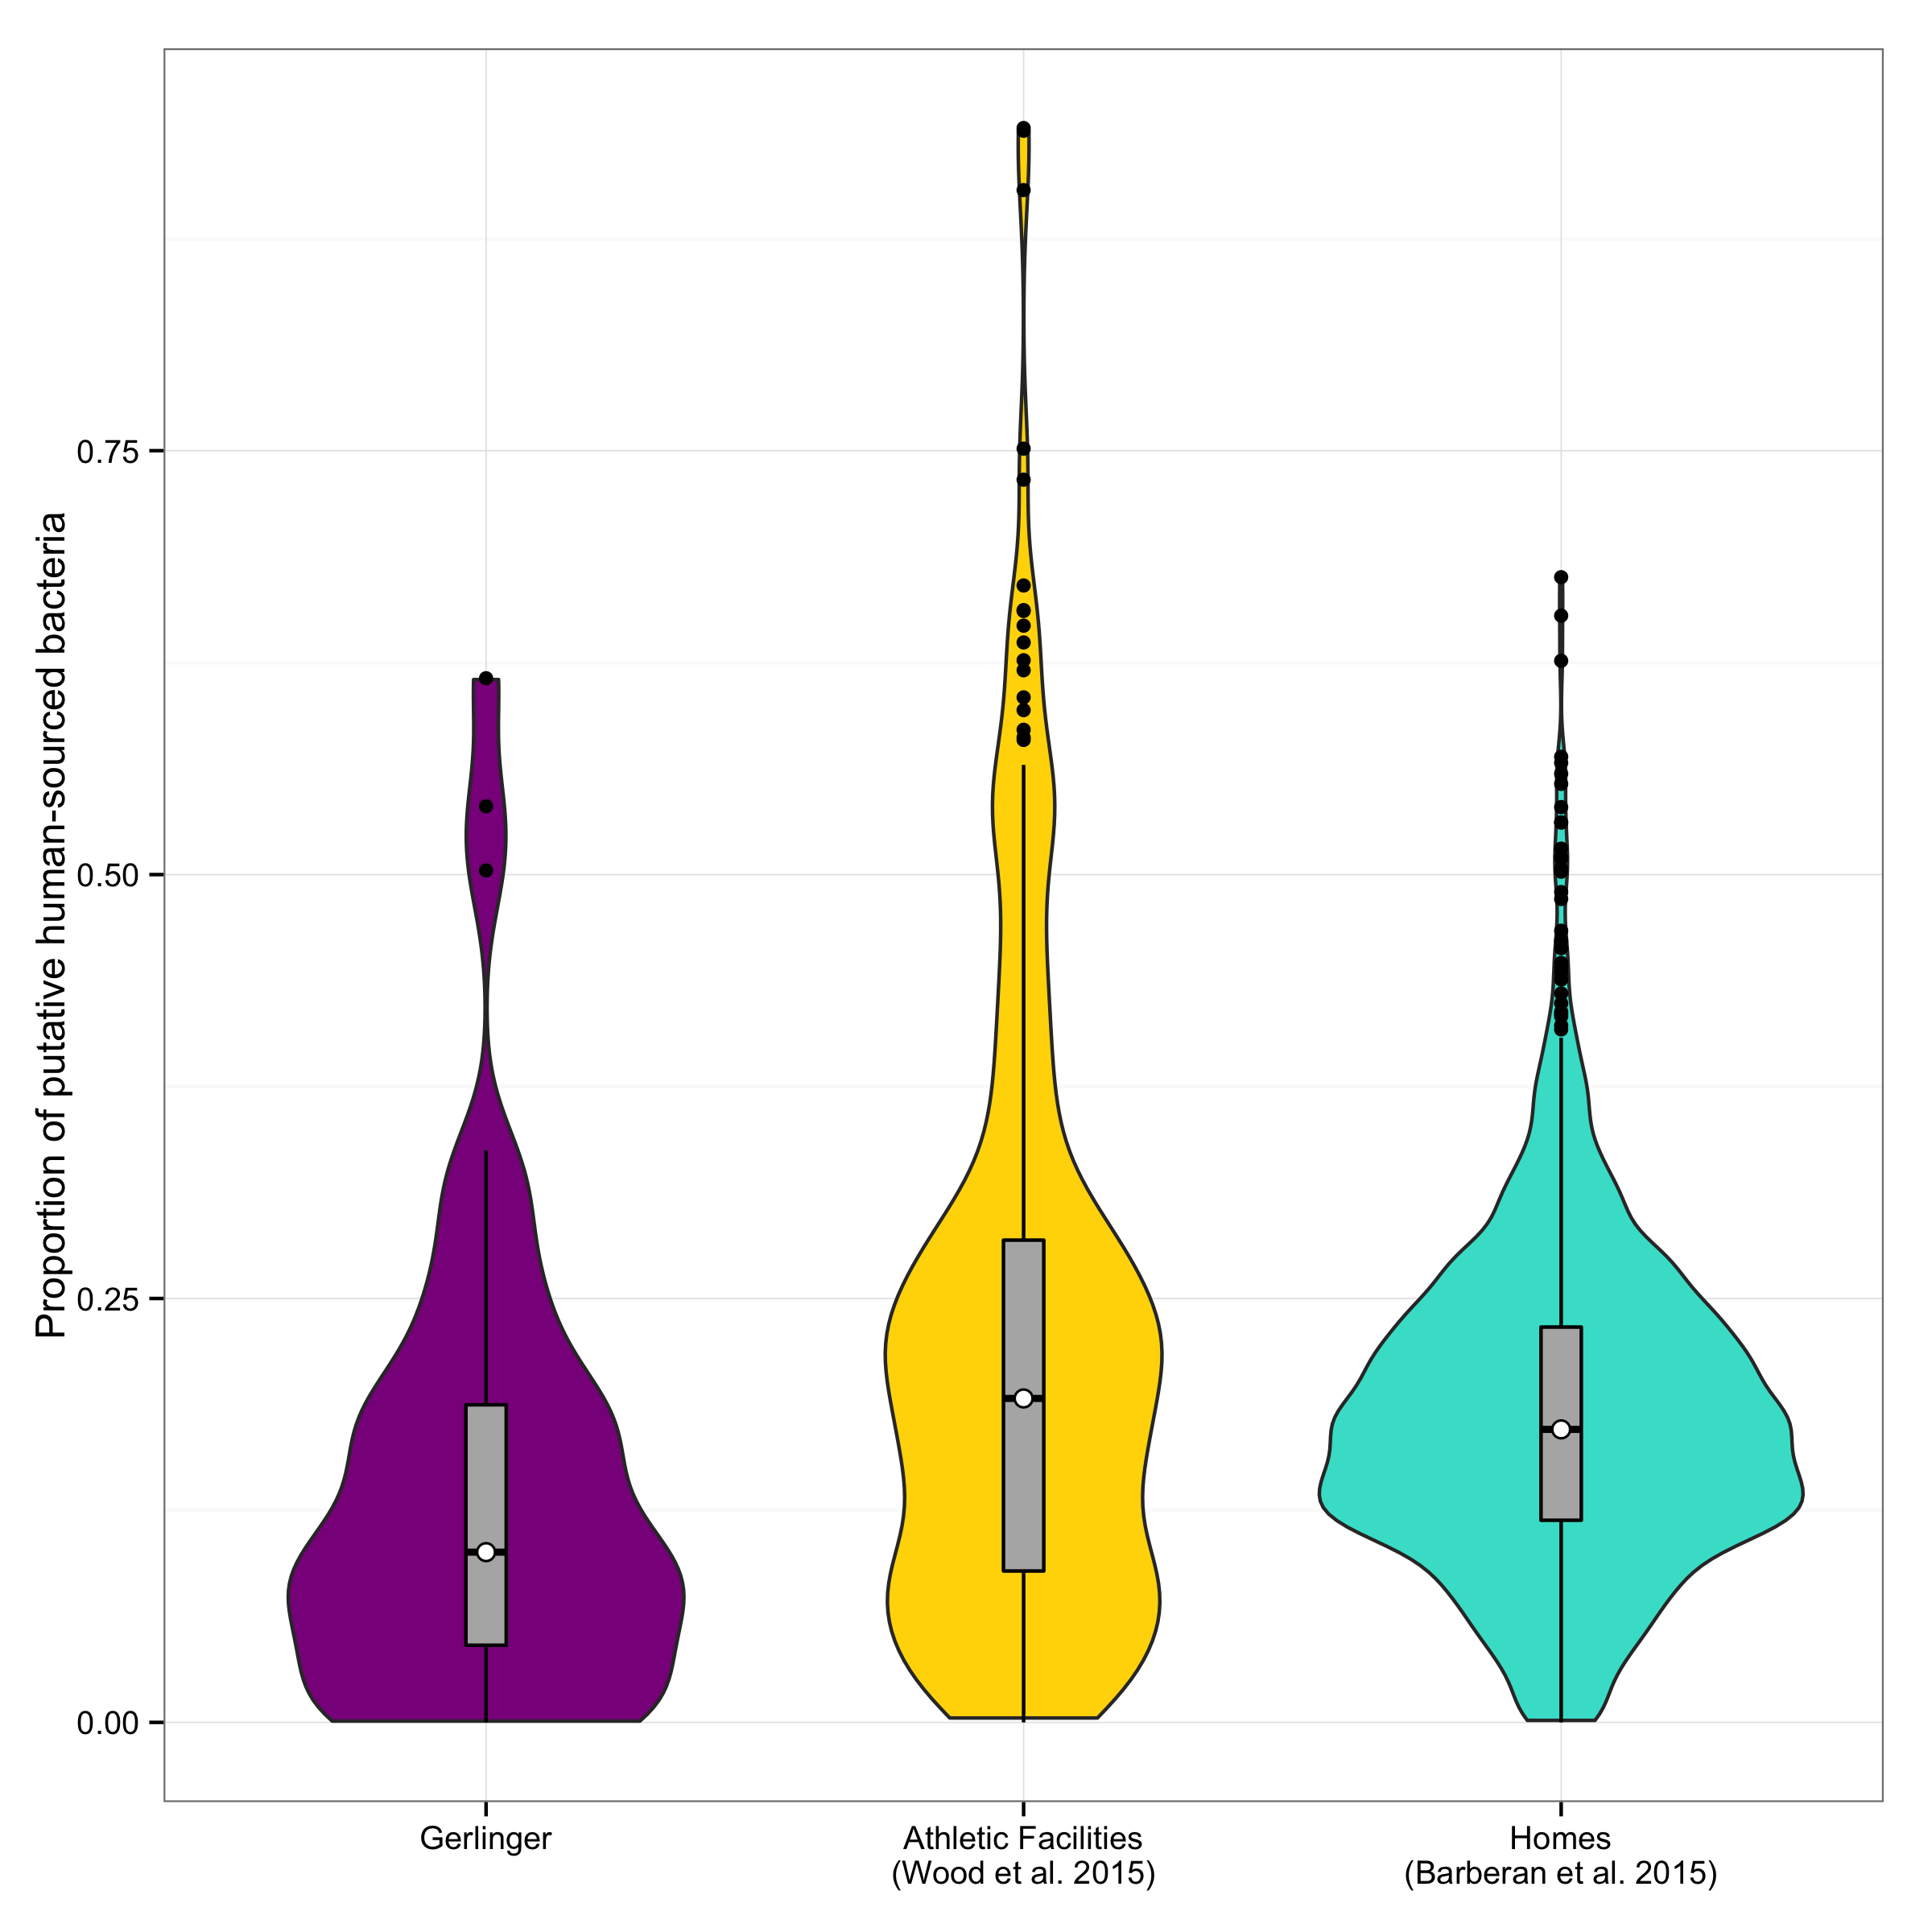 Proportion of putative human-sourced bacteria
0.75
0.50
0.25
0.00
Gerlinger
Athletic Facilities
(Wood et al. 2015)
Homes
(Barberan et al. 2015)